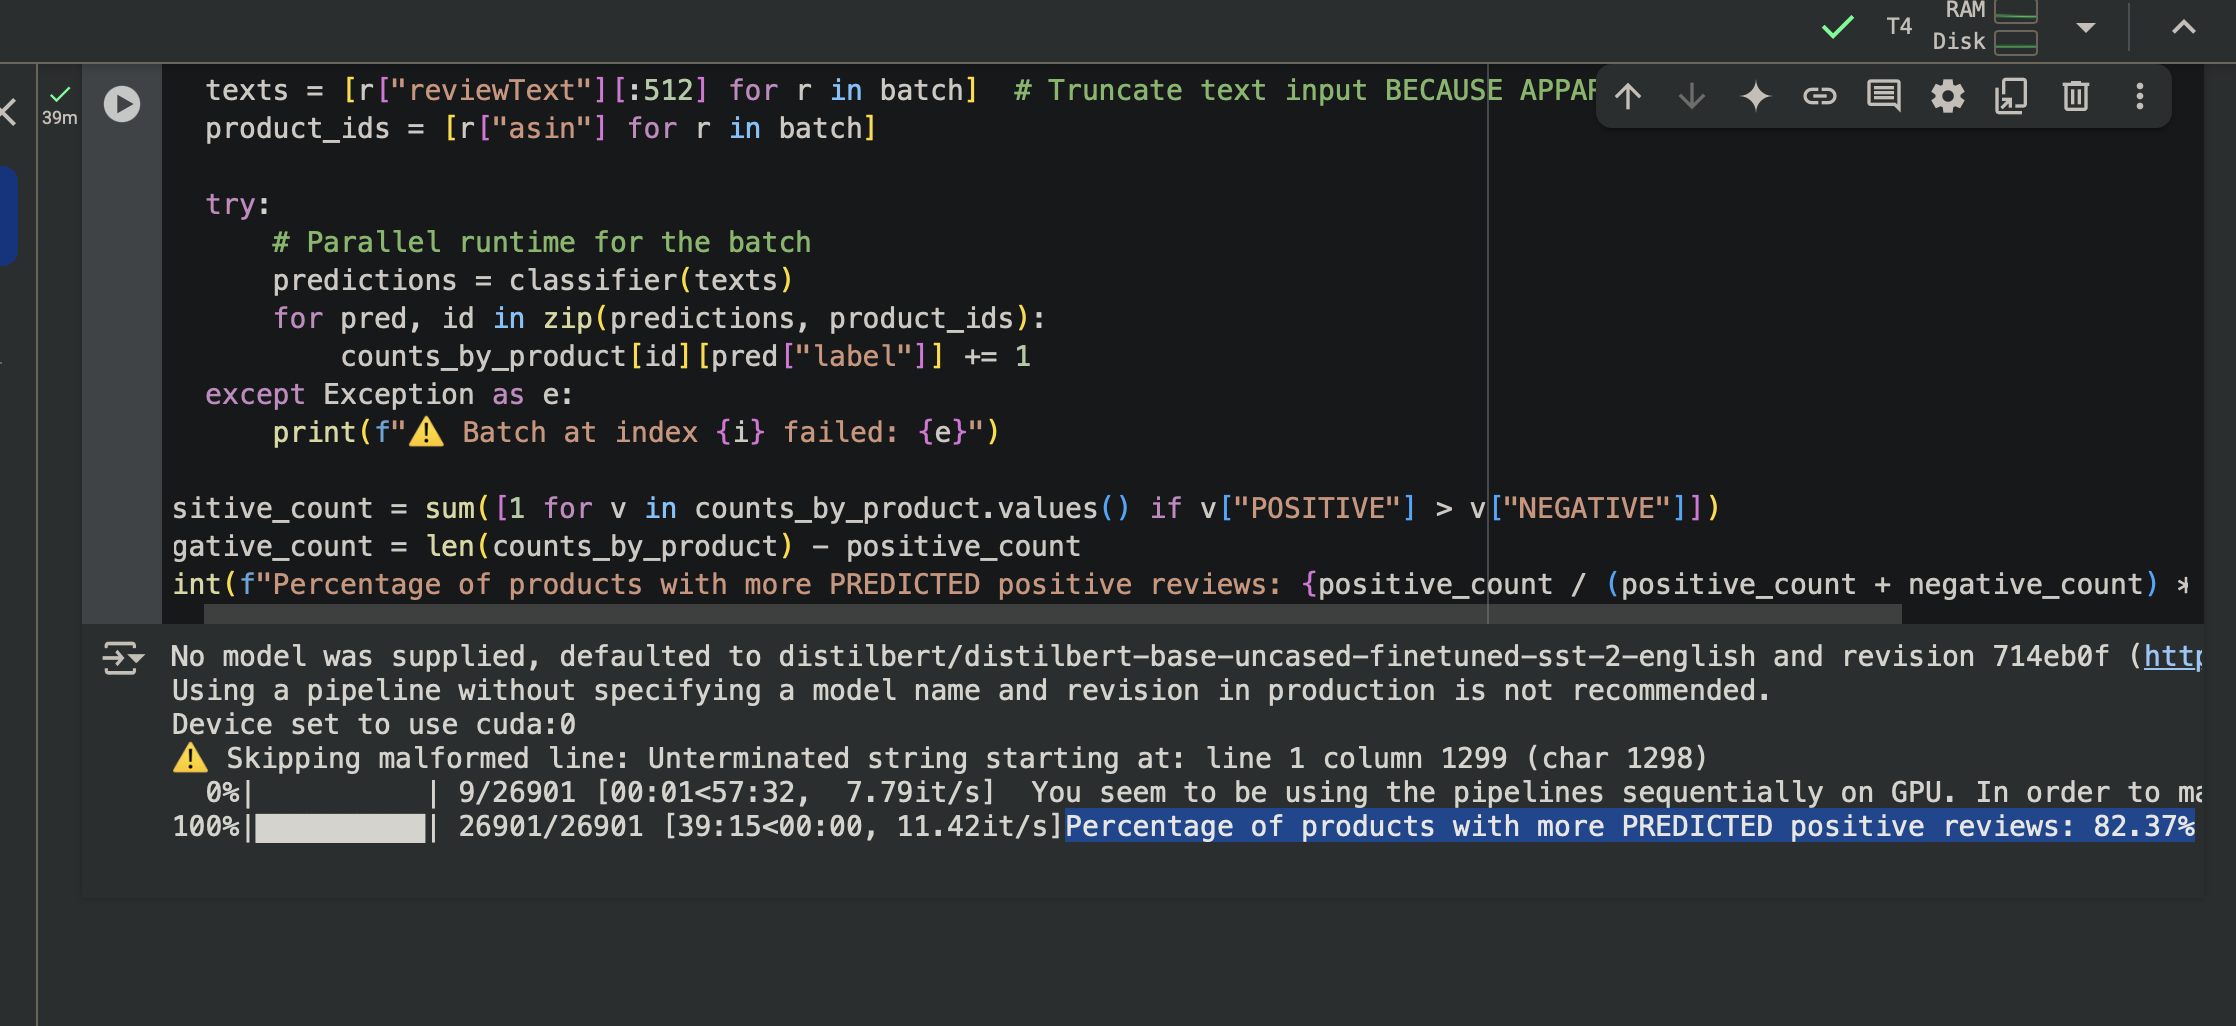 T4
RAM
Disk
39m
texts = [r["reviewText"][:512] for r in batch]  # Truncate text input BECAUSE
product_ids = [r["asin"] for r in batch]
try:
# Parallel runtime for the batch
predictions = classifier(texts)
for pred, id in zip(predictions, product_ids):
counts_by_product[id][pred["label"]] += 1
except Exception as e:
print(f"⚠️ Batch at index {i} failed: {e}")
sitive_count = sum([1 for v in counts_by_product.values() if v["POSITIVE"] > v["NEGATIVE"]])
gative_count = len(counts_by_product) - positive_count
int(f"Percentage of products with more PREDICTED positive reviews: {positive_count / (positive_count + negative_count) *
No model was supplied, defaulted to distilbert/distilbert-base-uncased-finetuned-sst-2-english and revision 714eb0f (http
Using a pipeline without specifying a model name and revision in production is not recommended.
Device set to use cuda:0
⚠️ Skipping malformed line: Unterminated string starting at: line 1 column 1299 (char 1298)
0%|          | 9/26901 [00:01<57:32,  7.79it/s]  You seem to be using the pipelines sequentially on GPU. In order to ma
100%|██████████| 26901/26901 [39:15<00:00, 11.42it/s]Percentage of products with more PREDICTED positive reviews: 82.37%